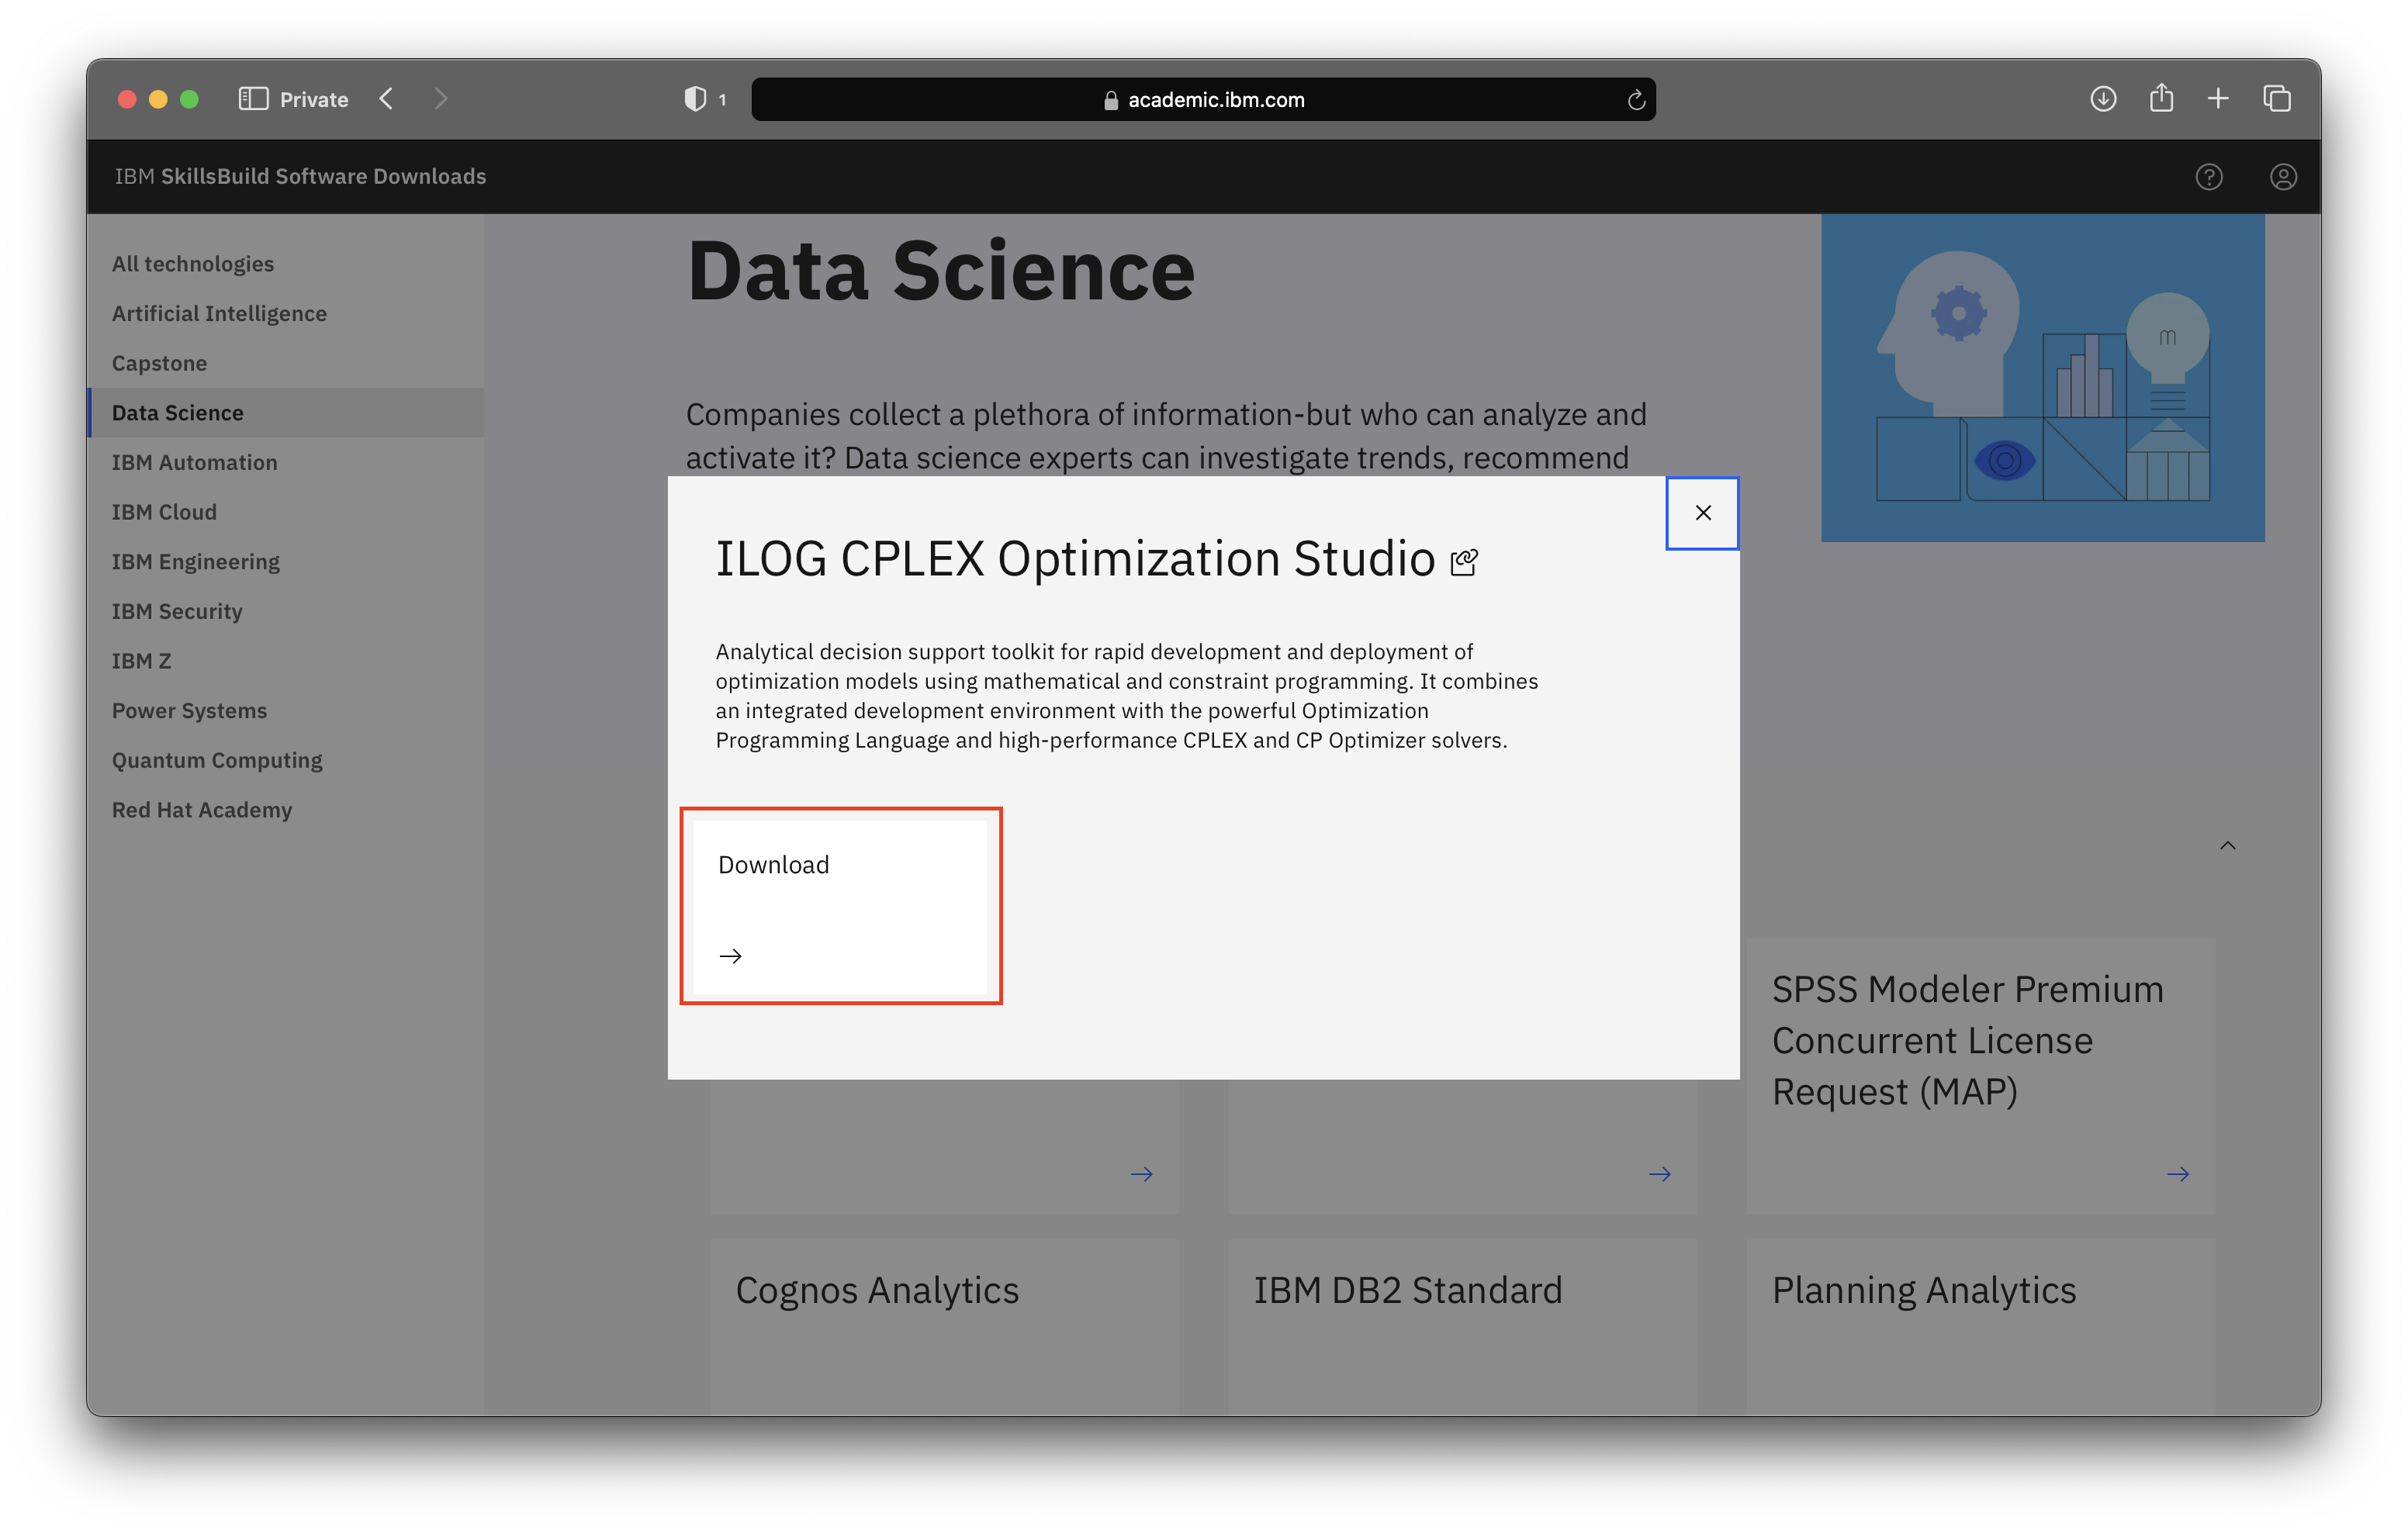 Private
1
academic.ibm.com
IBM SkillsBuild Software Downloads
All technologies
Artificial Intelligence
Capstone
Data Science
IBM Automation
IBM Cloud
IBM Engineering
IBM Security
IBM Z
Power Systems
Quantum Computing
Red Hat Academy
Data Science
Companies collect a plethora of information-but who can analyze and
activate it? Data science experts can investigate trends, recommend
m
ILOG CPLEX Optimization Studio
Analytical decision support toolkit for rapid development and deployment of
optimization models using mathematical and constraint programming. It combines
an integrated development environment with the powerful Optimization
Programming Language and high-performance CPLEX and CP Optimizer solvers.
Download
SPSS Modeler Premium
Concurrent License
Request (MAP)
Cognos Analytics
IBM DB2 Standard
Planning Analytics